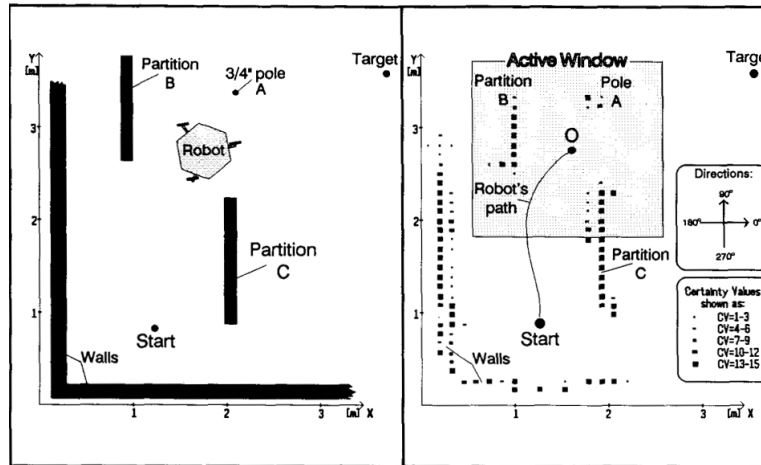 Y
[m]
Partition
B
3/4" pole
A
Target
3
Robot
2
Partition
C
1
Start
Walls
1
2
3
[m] X
Y
[m]
Active Window
Partition
B
Pole
A
Targe
3
O
Robot's
path
2
Partition
C
1
Start
Walls
1
2
3
[m] X
Directions:
90°
180°
0°
270°
Certainty Values
shown as:
CV=1-3
CV=4-6
CV=7-9
CV=10-12
CV=13-15